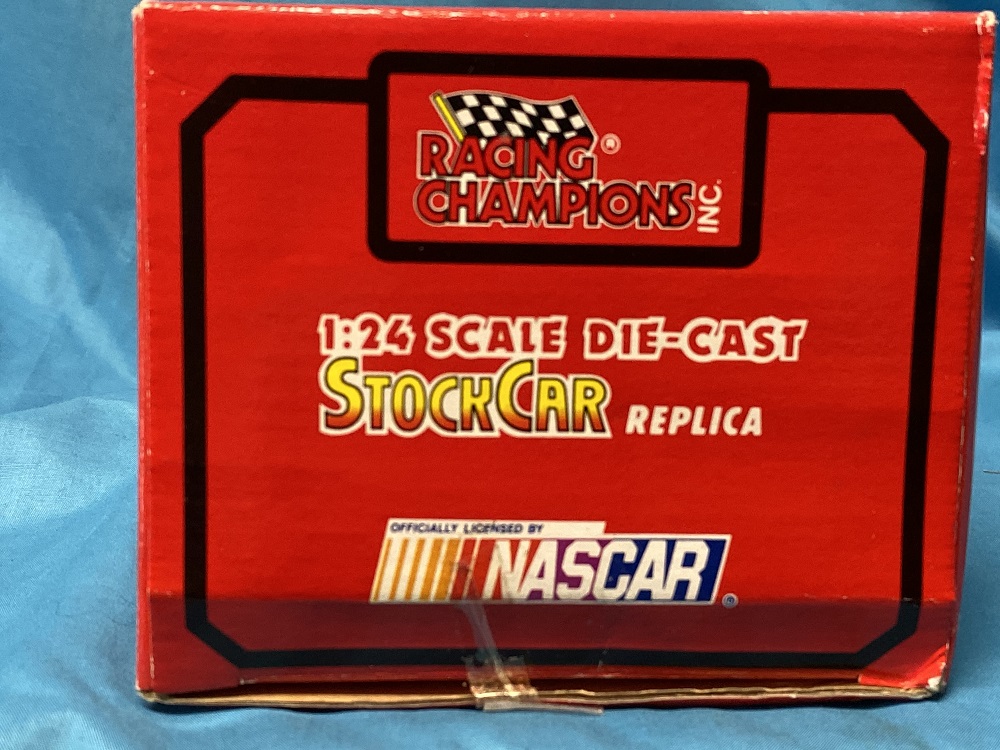 RACING ®
CHAMPIONS INC.
1:24 SCALE DIE-CAST
STOCKCAR REPLICA
OFFICIALLY LICENSED BY
NASCAR ®